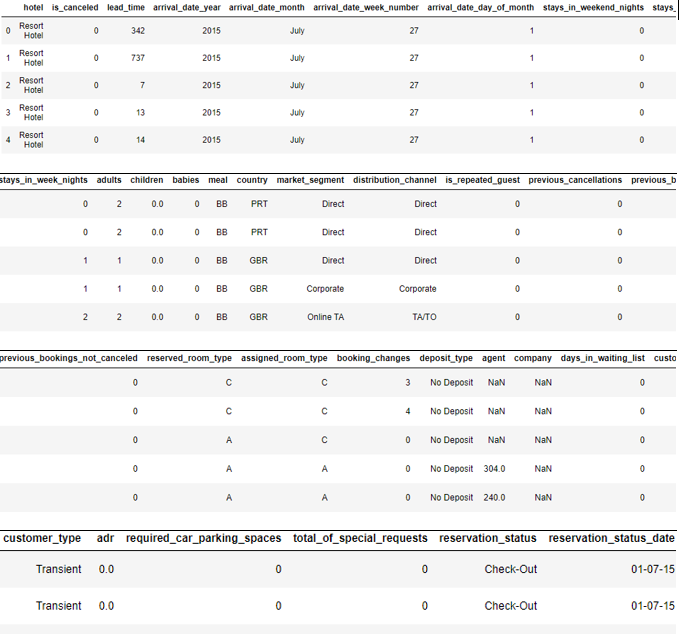 hotel is_canceled lead_time arrival_date_year arrival_date_month arrival_date_week_number arrival_date_day_of_month stays_in_weekend_nights stays_
0 Resort Hotel 0 342 2015 July 27 1 0
1 Resort Hotel 0 737 2015 July 27 1 0
2 Resort Hotel 0 7 2015 July 27 1 0
3 Resort Hotel 0 13 2015 July 27 1 0
4 Resort Hotel 0 14 2015 July 27 1 0
stays_in_week_nights adults children babies meal country market_segment distribution_channel is_repeated_guest previous_cancellations previous_b
0 2 0.0 0 BB PRT Direct Direct 0 0
0 2 0.0 0 BB PRT Direct Direct 0 0
1 1 0.0 0 BB GBR Direct Direct 0 0
1 1 0.0 0 BB GBR Corporate Corporate 0 0
2 2 0.0 0 BB GBR Online TA TA/TO 0 0
previous_bookings_not_canceled reserved_room_type assigned_room_type booking_changes deposit_type agent company days_in_waiting_list custo
0 C C 3 No Deposit NaN NaN 0
0 C C 4 No Deposit NaN NaN 0
0 A C 0 No Deposit NaN NaN 0
0 A A 0 No Deposit 304.0 NaN 0
0 A A 0 No Deposit 240.0 NaN 0
customer_type adr required_car_parking_spaces total_of_special_requests reservation_status reservation_status_date
Transient 0.0 0 0 Check-Out 01-07-15
Transient 0.0 0 0 Check-Out 01-07-15